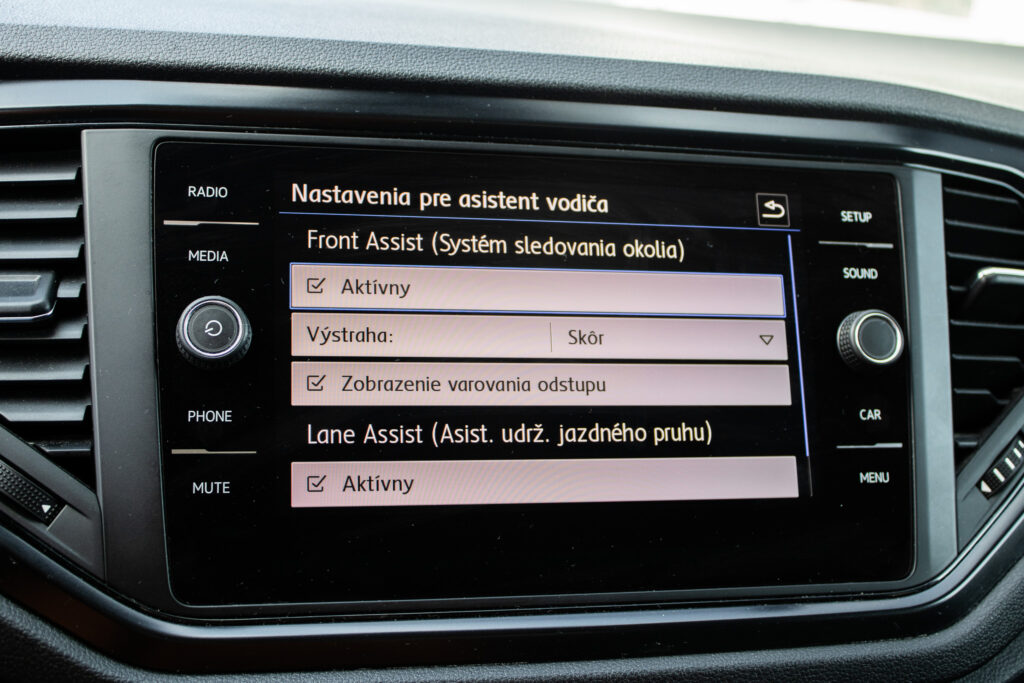 RADIO
MEDIA
PHONE
MUTE
Nastavenia pre asistent vodiča
Front Assist (Systém sledovania okolia)
Aktívny
Výstraha: Skôr
Zobrazenie varovania odstupu
Lane Assist (Asist. udrž. jazdného pruhu)
Aktívny
SETUP
SOUND
CAR
MENU